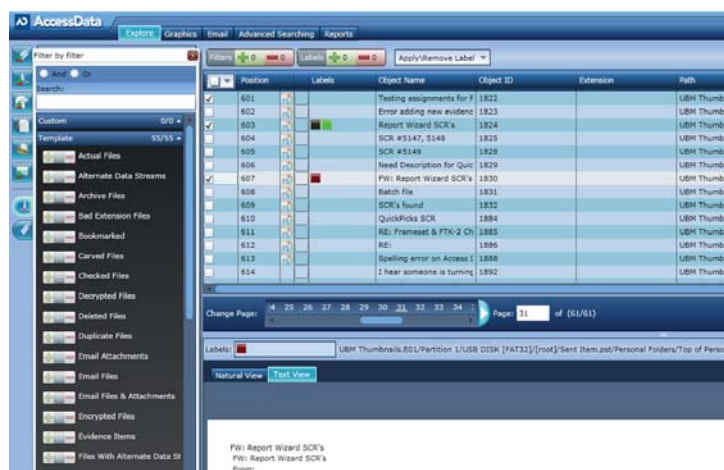 AccessData
Explore Graphics Email Advanced Searching Reports
Filter by filter
Filters 0 0 Labels 0 0 Apply\Remove Label
And Or
Search:
Custom 0/0
Template 55/55
Actual Files
Alternate Data Streams
Archive Files
Bad Extension Files
Bookmarked
Carved Files
Checked Files
Decrypted Files
Deleted Files
Duplicate Files
Email Attachments
Email Files
Email Files & Attachments
Encrypted Files
Evidence Items
Files With Alternate Data St
Position Labels Object Name Object ID Extension Path
601 Testing assignments for F 1822 UBM Thumb
602 Error adding new evidenc 1823 UBM Thumb
603 Report Wizard SCR's 1824 UBM Thumb
604 SCR #5147, 5148 1825 UBM Thumb
605 SCR #5149 1828 UBM Thumb
606 Need Description for Quic 1829 UBM Thumb
607 FW: Report Wizard SCR's 1830 UBM Thumb
608 Batch file 1831 UBM Thumb
609 SCR's found 1832 UBM Thumb
610 QuickPicks SCR 1884 UBM Thumb
611 RE: Frameset & FTK-2 Ch 1885 UBM Thumb
612 RE: 1886 UBM Thumb
613 Spelling error on Access I 1888 UBM Thumb
614 I hear someone is turning 1892 UBM Thumb
Change Page: 4 25 26 27 28 29 30 31 32 33 34 Page: 31 of (61/61)
Labels: UBM Thumbnails.E01/Partition 1/USB DISK [FAT32]/[root]/Sent Item.pst/Personal Folders/Top of Perso
Natural View Text View
FW: Report Wizard SCR's
FW: Report Wizard SCR's
From: